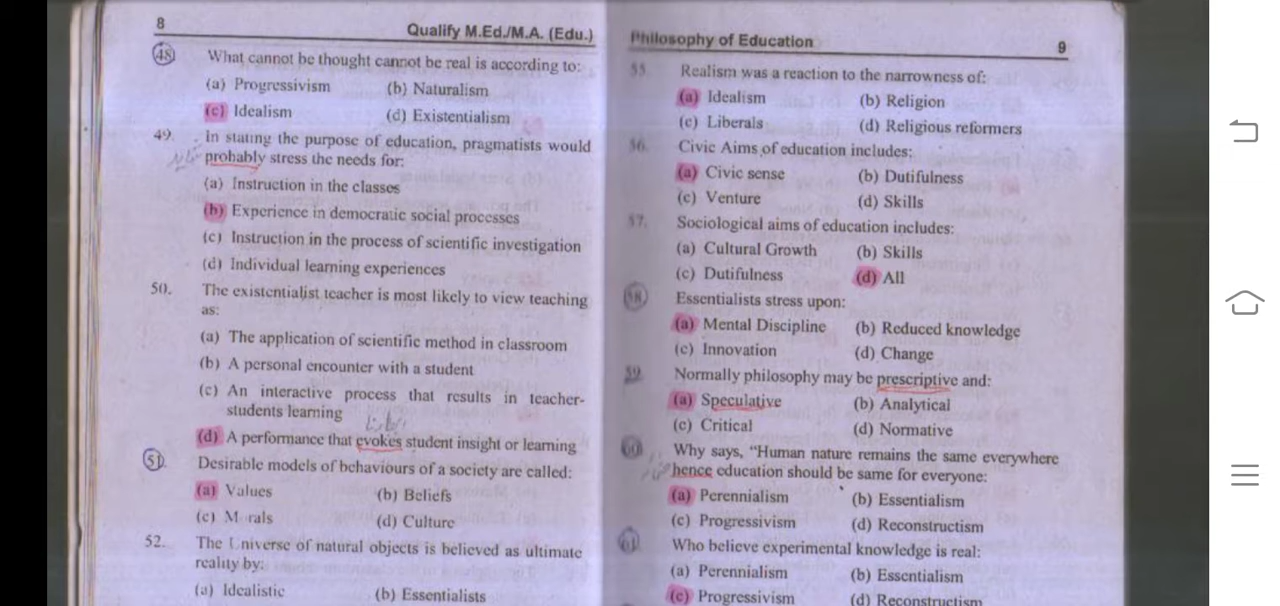 8
Qualify M.Ed./M.A. (Edu.)
48. What cannot be thought cannot be real is according to:
(a) Progressivism (b) Naturalism
(c) Idealism (d) Existentialism
49. In stating the purpose of education, pragmatists would
probably stress the needs for:
(a) Instruction in the classes
(b) Experience in democratic social processes
(c) Instruction in the process of scientific investigation
(d) Individual learning experiences
50. The existentialist teacher is most likely to view teaching
as:
(a) The application of scientific method in classroom
(b) A personal encounter with a student
(c) An interactive process that results in teacher-
students learning
(d) A performance that evokes student insight or learning
51. Desirable models of behaviours of a society are called:
(a) Values (b) Beliefs
(c) Morals (d) Culture
52. The Universe of natural objects is believed as ultimate
reality by:
(a) Idealistic (b) Essentialists
Philosophy of Education
9
55. Realism was a reaction to the narrowness of:
(a) Idealism (b) Religion
(c) Liberals (d) Religious reformers
56. Civic Aims of education includes:
(a) Civic sense (b) Dutifulness
(c) Venture (d) Skills
57. Sociological aims of education includes:
(a) Cultural Growth (b) Skills
(c) Dutifulness (d) All
58. Essentialists stress upon:
(a) Mental Discipline (b) Reduced knowledge
(c) Innovation (d) Change
59. Normally philosophy may be prescriptive and:
(a) Speculative (b) Analytical
(c) Critical (d) Normative
60. Why says, “Human nature remains the same everywhere
hence education should be same for everyone:
(a) Perennialism (b) Essentialism
(c) Progressivism (d) Reconstructism
61. Who believe experimental knowledge is real:
(a) Perennialism (b) Essentialism
(c) Progressivism (d) Reconstructism